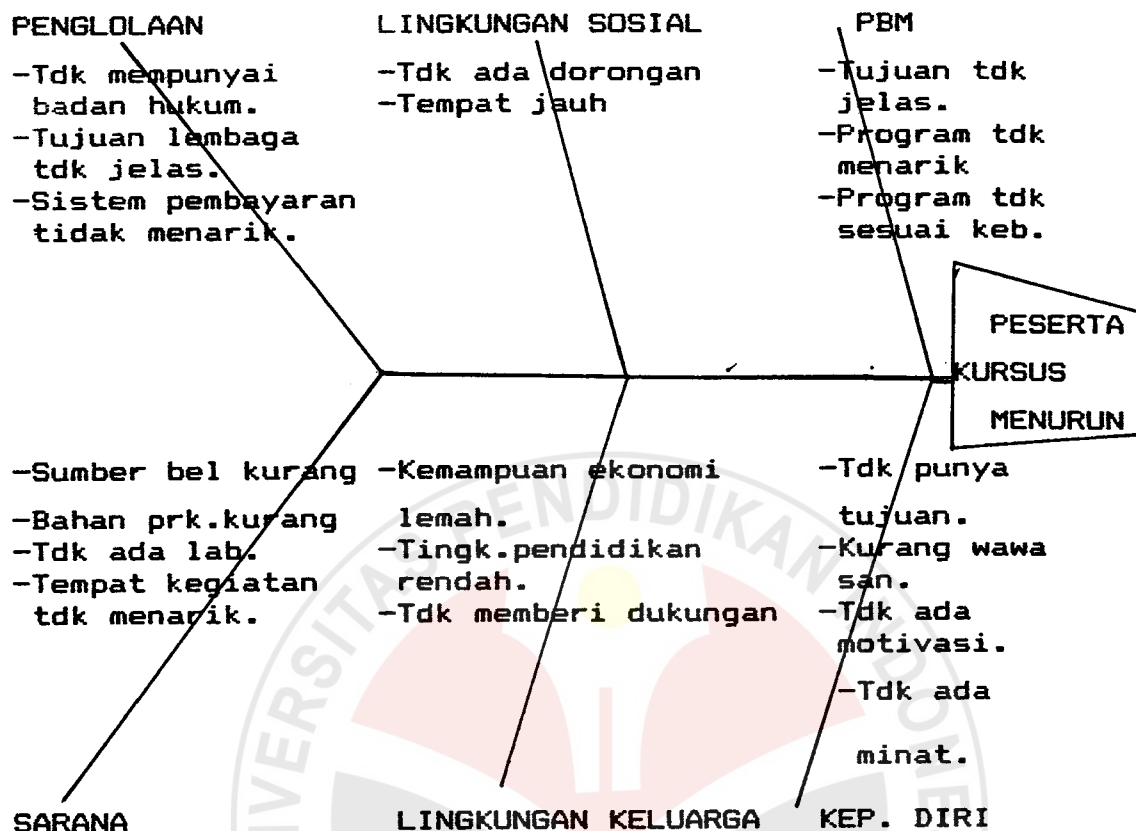 PENGLOLAAN
-Tdk mempunyai
badan hukum.
-Tujuan lembaga
tdk jelas.
-Sistem pembayaran
tidak menarik.
LINGKUNGAN SOSIAL
-Tdk ada dorongan
-Tempat jauh
PBM
-Tujuan tdk
jelas.
-Program tdk
menarik
-Program tdk
sesuai keb.
PESERTA
KURSUS
MENURUN
-Sumber bel kurang
-Bahan prk.kurang
-Tdk ada lab.
-Tempat kegiatan
tdk menarik.
SARANA
-Kemampuan ekonomi
lemah.
-Tingk.pendidikan
rendah.
-Tdk memberi dukungan
LINGKUNGAN KELUARGA
-Tdk punya
tujuan.
-Kurang wawa
san.
-Tdk ada
motivasi.
-Tdk ada
minat.
KEP. DIRI
UNIVERSITAS PENDIDIKAN INDONE